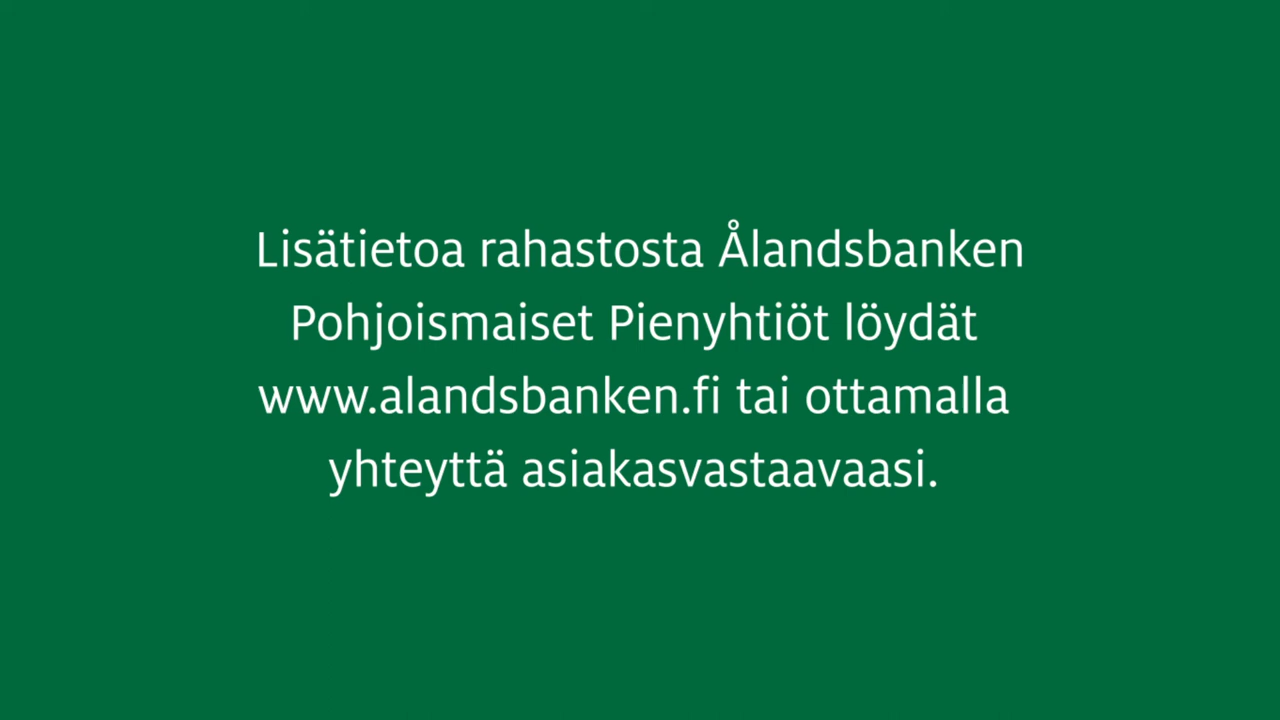 Lisätietoa rahastosta Ålandsbanken
Pohjoismaiset Pienyhtiöt löydät
www.alandsbanken.fi tai ottamalla
yhteyttä asiakasvastaavaasi.